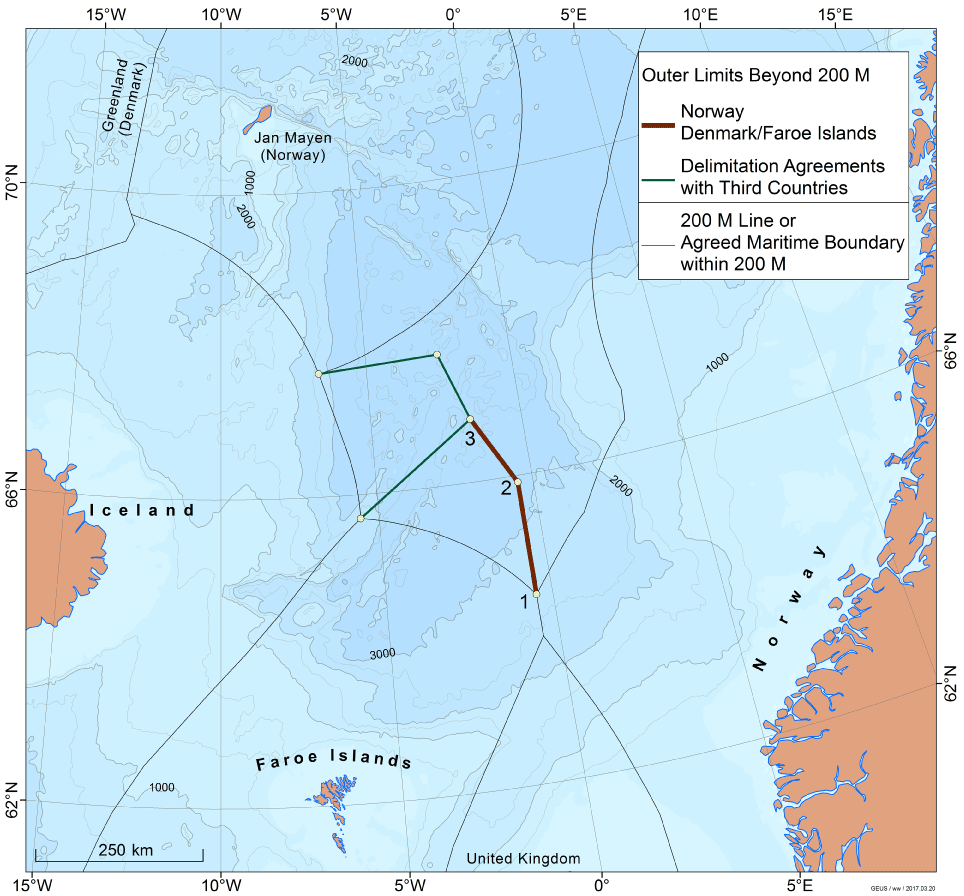 15°W 10°W 5°W 0° 5°E 10°E 15°E
Greenland
(Denmark)
2000
Jan Mayen
(Norway)
1000
2000
70°N
Outer Limits Beyond 200 M
Norway
Denmark/Faroe Islands
Delimitation Agreements
with Third Countries
200 M Line or
Agreed Maritime Boundary
within 200 M
66°N
1000
3
2
2000
66°N
Iceland
1
Norway
3000
62°N
Faroe Islands
1000
62°N
250 km
United Kingdom
10°W 5°W 0° 5°E
GEUS / ww / 2017.03.20